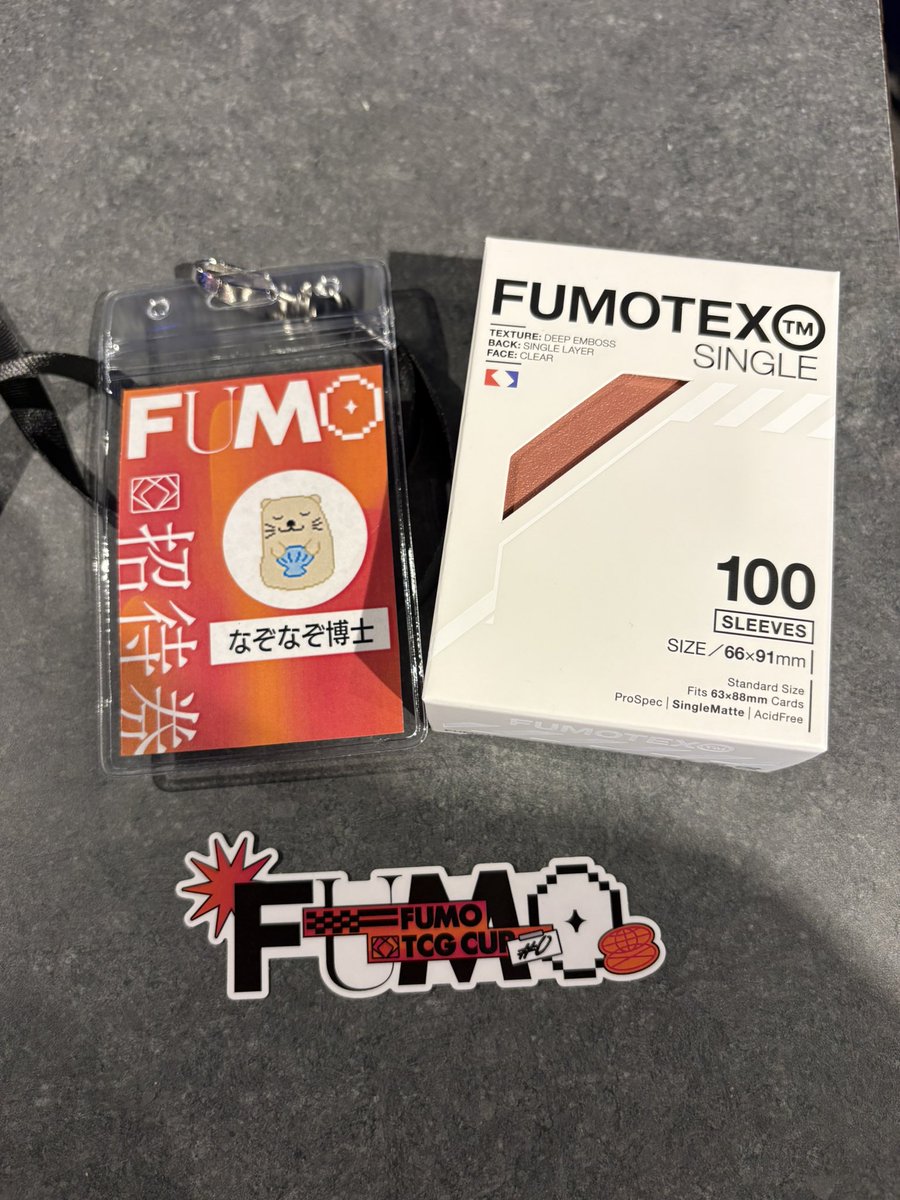 FUMO
招待券
なぞなぞ博士
FUMOTEX TM
SINGLE
TEXTURE: DEEP EMBOSS
BACK: SINGLE LAYER
FACE: CLEAR
100
SLEEVES
SIZE/66×91mm
Standard Size
Fits 63×88mm Cards
ProSpec | SingleMatte | AcidFree
FUMOTEX TM
FUMO
FUMO
TCG CUP
#0